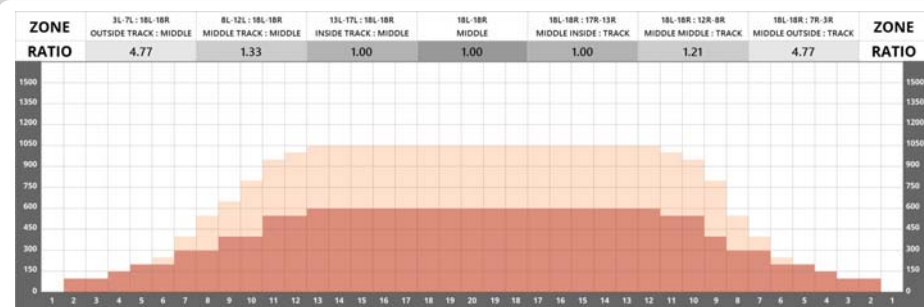 ZONE 3L-7L : 18L-18R 8L-12L : 18L-18R 13L-17L : 18L-18R 18L-18R 18L-18R : 17R-13R 18L-18R : 12R-8R 18L-18R : 7R-3R ZONE
OUTSIDE TRACK : MIDDLE MIDDLE TRACK : MIDDLE INSIDE TRACK : MIDDLE MIDDLE MIDDLE INSIDE : TRACK MIDDLE MIDDLE : TRACK MIDDLE OUTSIDE : TRACK
RATIO 4.77 1.33 1.00 1.00 1.00 1.21 4.77 RATIO
1500 1500
1350 1350
1200 1200
1050 1050
900 900
750 750
600 600
450 450
300 300
150 150
0 0
1 2 3 4 5 6 7 8 9 10 11 12 13 14 15 16 17 18 19 20 19 18 17 16 15 14 13 12 11 10 9 8 7 6 5 3 2 1